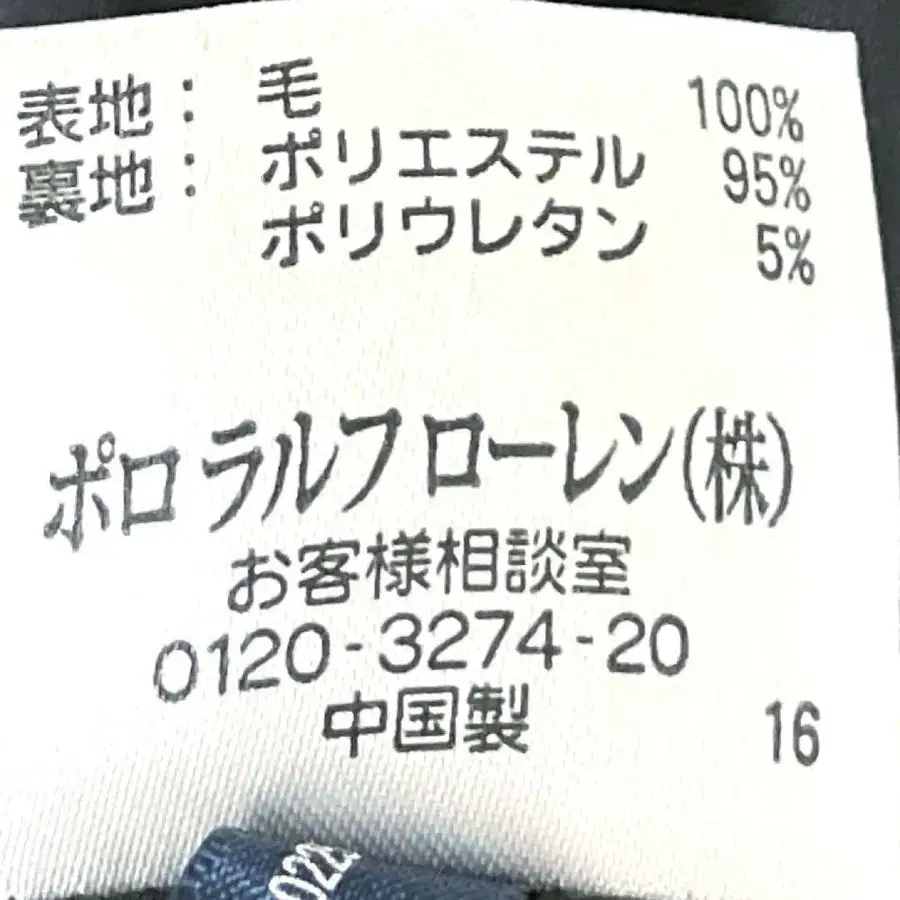 表地： 毛 100%
裏地： ポリエステル 95%
ポリウレタン 5%
ポロ ラルフ ローレン(株)
お客様相談室
0120-3274-20
中国製 16